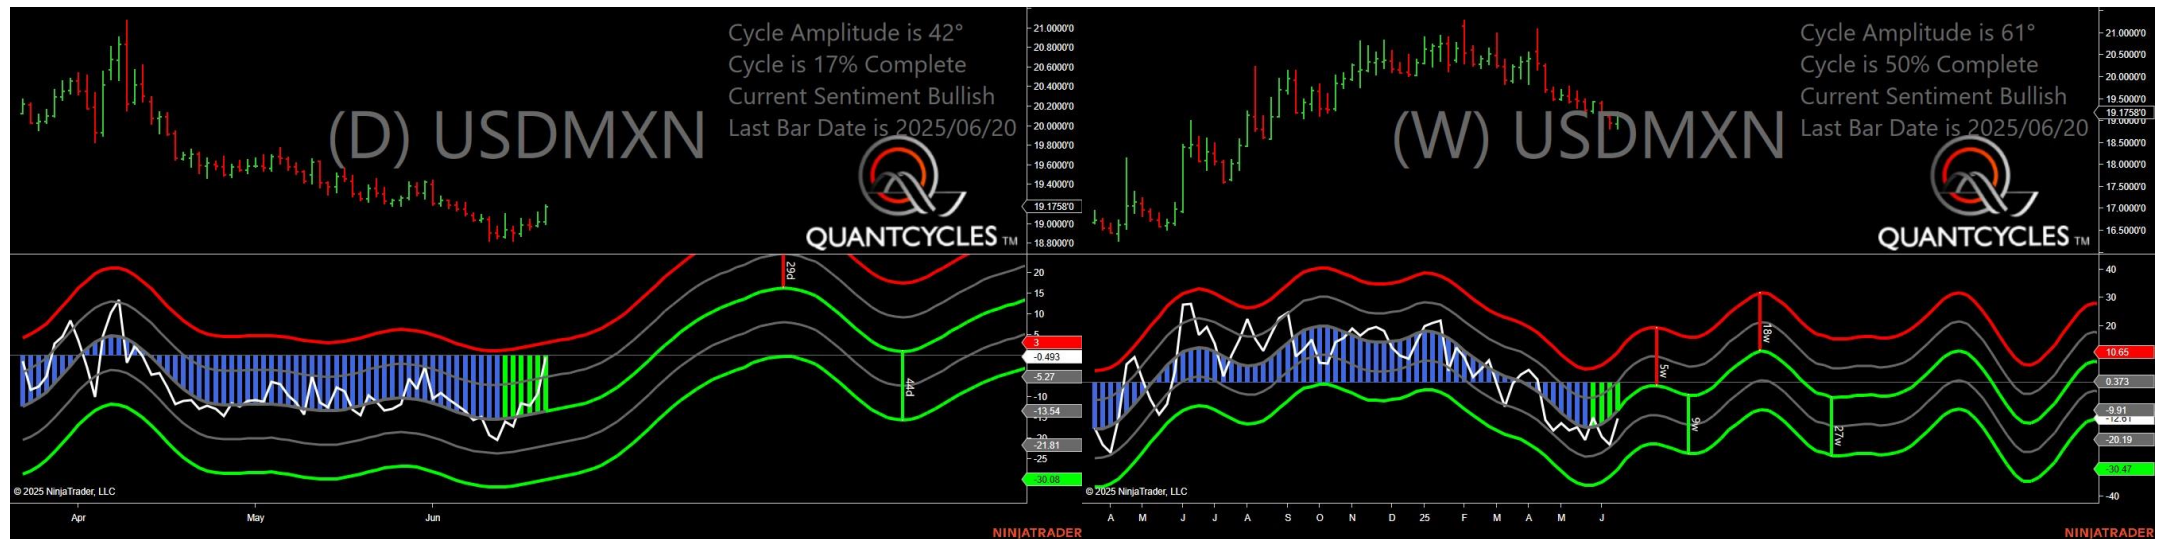 Cycle Amplitude is 42°
Cycle is 17% Complete
Current Sentiment Bullish
Last Bar Date is 2025/06/20
(D) USDMXN
QUANTCYCLES TM
21.0000'0
20.8000'0
20.6000'0
20.4000'0
20.2000'0
20.0000'0
19.8000'0
19.6000'0
19.4000'0
19.1758'0
19.0000'0
18.8000'0
29d
44d
20
15
10
5
3
-0.493
-5.27
-10
-13.54
-15
-21.81
-25
-30.08
© 2025 NinjaTrader, LLC
Apr
May
Jun
NINJATRADER
Cycle Amplitude is 61°
Cycle is 50% Complete
Current Sentiment Bullish
Last Bar Date is 2025/06/20
(W) USDMXN
QUANTCYCLES TM
21.0000'0
20.5000'0
20.0000'0
19.5000'0
19.1758'0
19.0000'0
18.5000'0
18.0000'0
17.5000'0
17.0000'0
16.5000'0
5w
18w
9w
27w
40
30
20
10.65
0.373
-9.91
-12.61
-20.19
-30.47
-40
© 2025 NinjaTrader, LLC
A M J J A S O N D 25 F M A M J
NINJATRADER